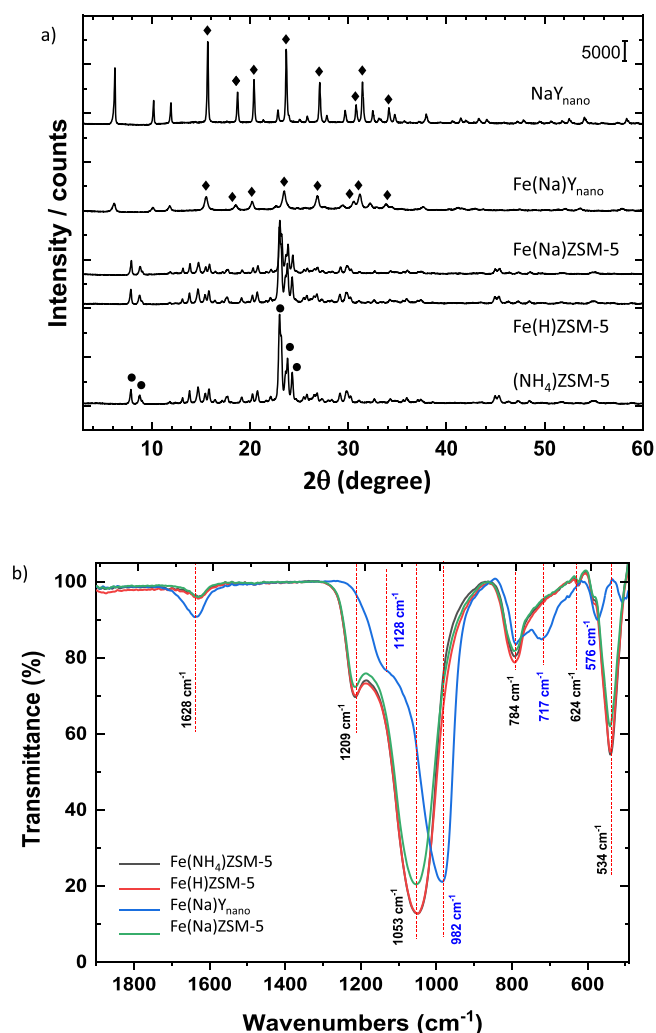 a)
5000
NaYnano
Fe(Na)Ynano
Fe(Na)ZSM-5
Fe(H)ZSM-5
(NH4)ZSM-5
Intensity / counts
10 20 30 40 50 60
2θ (degree)
b)
100
80
60
40
20
0
Transmittance (%)
1628 cm-1
1209 cm-1
1128 cm-1
1053 cm-1
982 cm-1
784 cm-1
717 cm-1
624 cm-1
576 cm-1
534 cm-1
Fe(NH4)ZSM-5
Fe(H)ZSM-5
Fe(Na)Ynano
Fe(Na)ZSM-5
1800 1600 1400 1200 1000 800 600
Wavenumbers (cm-1)